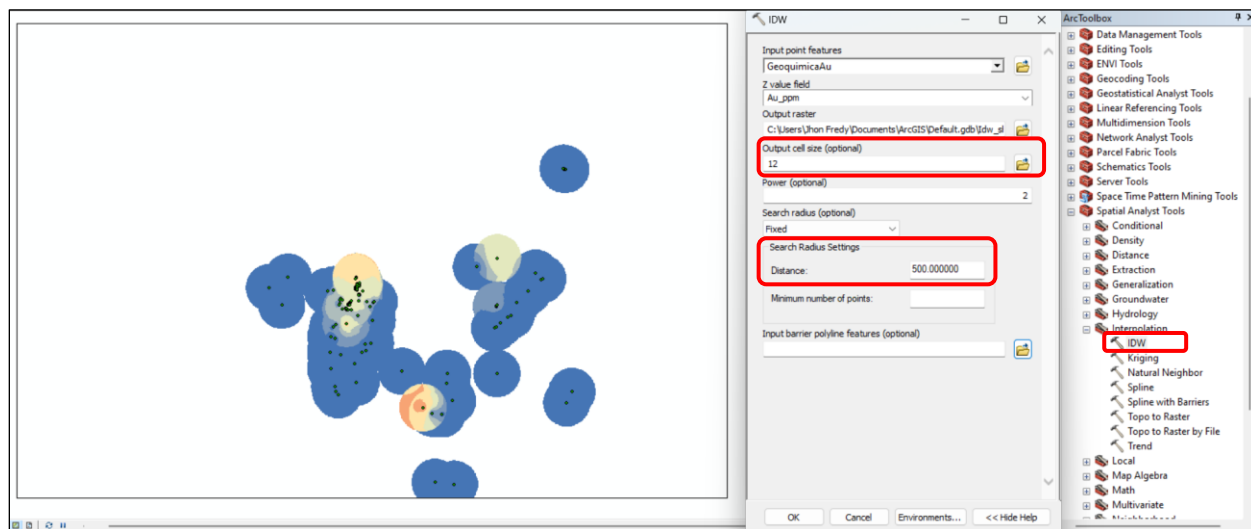 IDW
Input point features
GeoquimicaAu
Z value field
Au_ppm
Output raster
C:\Users\Jhon Fredy\Documents\ArcGIS\Default.gdb\Idw_sl
Output cell size (optional)
12
Power (optional)
2
Search radius (optional)
Fixed
Search Radius Settings
Distance: 500.000000
Minimum number of points:
Input barrier polyline features (optional)
OK Cancel Environments... << Hide Help
ArcToolbox
Data Management Tools
Editing Tools
ENVI Tools
Geocoding Tools
Geostatistical Analyst Tools
Linear Referencing Tools
Multidimension Tools
Network Analyst Tools
Parcel Fabric Tools
Schematics Tools
Server Tools
Space Time Pattern Mining Tools
Spatial Analyst Tools
Conditional
Density
Distance
Extraction
Generalization
Groundwater
Hydrology
Interpolation
IDW
Kriging
Natural Neighbor
Spline
Spline with Barriers
Topo to Raster
Topo to Raster by File
Trend
Local
Map Algebra
Math
Multivariate